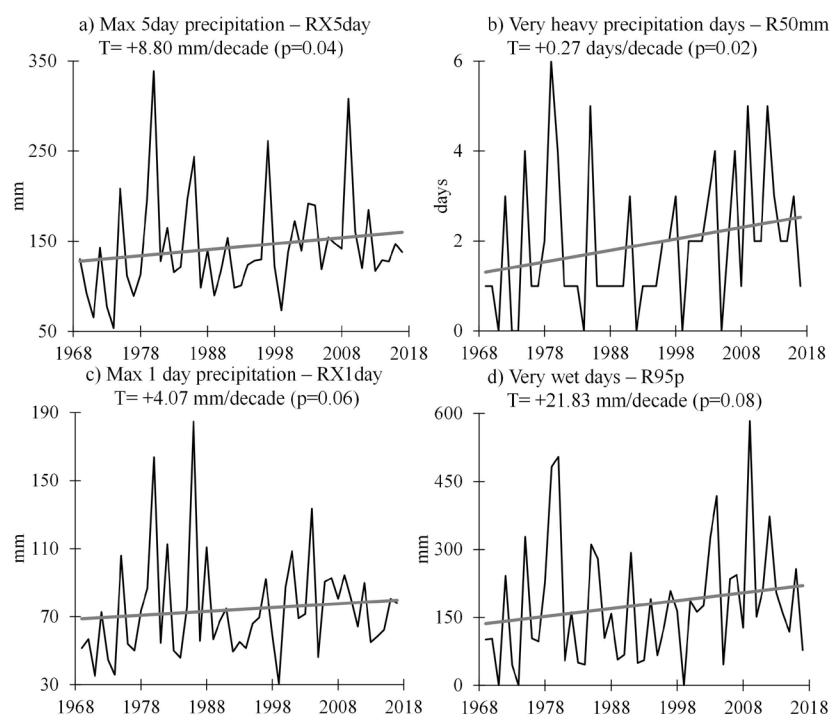 a) Max 5day precipitation – RX5day
T= +8.80 mm/decade (p=0.04)
350
250
150
50
mm
1968 1978 1988 1998 2008 2018
b) Very heavy precipitation days – R50mm
T= +0.27 days/decade (p=0.02)
6
4
2
0
days
1968 1978 1988 1998 2008 2018
c) Max 1 day precipitation – RX1day
T= +4.07 mm/decade (p=0.06)
190
150
110
70
30
mm
1968 1978 1988 1998 2008 2018
d) Very wet days – R95p
T= +21.83 mm/decade (p=0.08)
600
450
300
150
0
mm
1968 1978 1988 1998 2008 2018